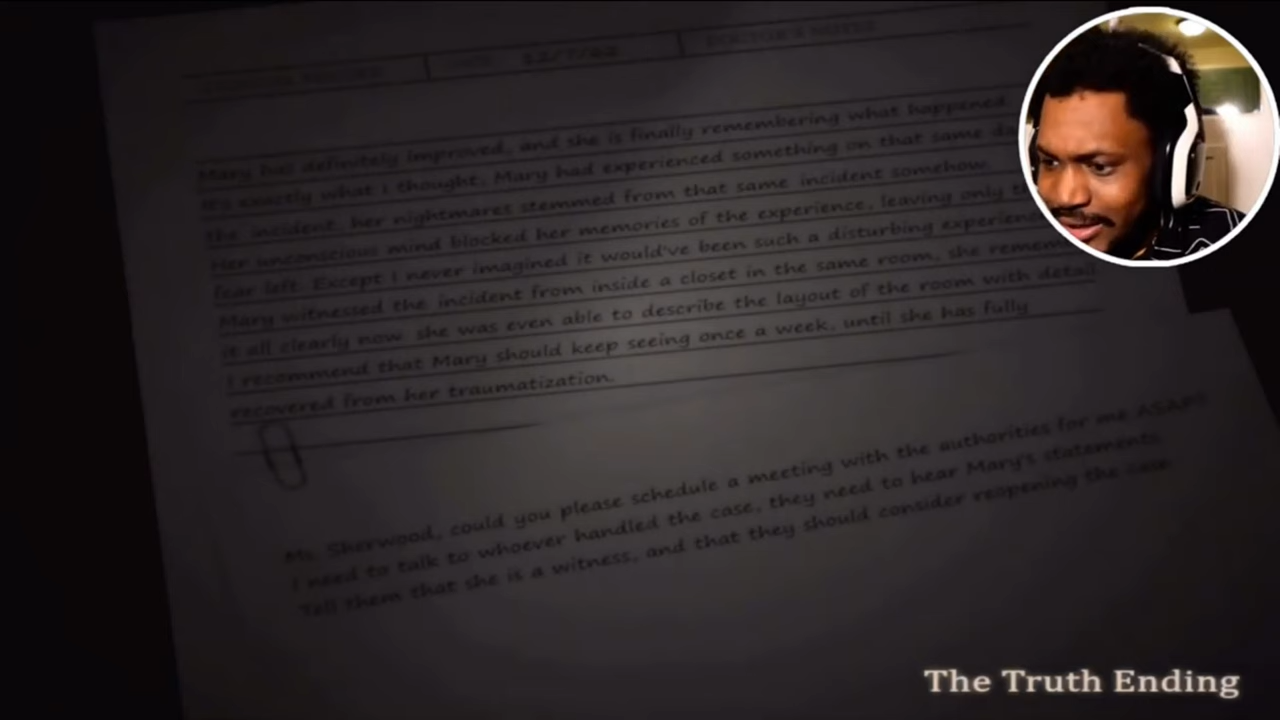 12/7/62 DOCTOR'S NOTES
Mary has definitely improved, and she is finally remembering what happened.
It's exactly what I thought, Mary had experienced something on that same
the incident, her nightmares stemmed from that same incident somehow.
Her unconscious mind blocked her memories of the experience, leaving only
fear left. Except I never imagined it would've been such a disturbing
Mary witnessed the incident from inside a closet in the same room, she
it all clearly now. she was even able to describe the layout of the room with detail
I recommend that Mary should keep seeing once a week, until she has fully
recovered from her traumatization.
Ms. Sherwood, could you please schedule a meeting with the authorities for me ASAP?
I need to talk to whoever handled the case, they need to hear Mary's statements.
Tell them that she is a witness, and that they should consider reopening the case
The Truth Ending